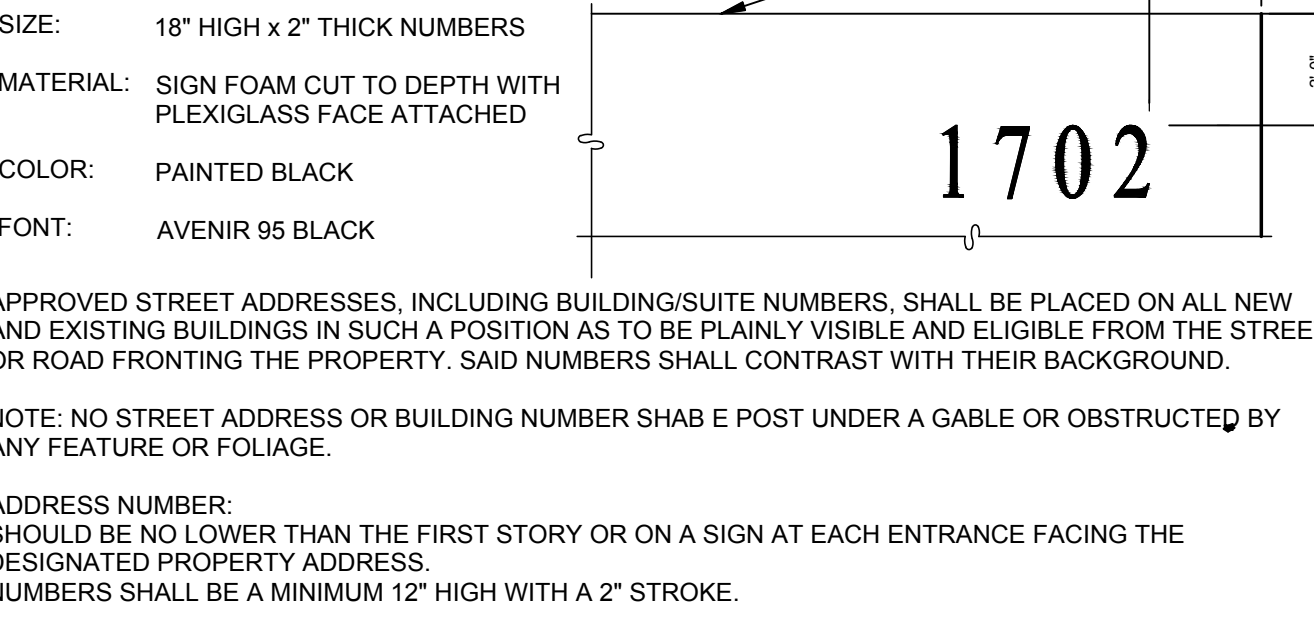 SIZE: 18" HIGH x 2" THICK NUMBERS
MATERIAL: SIGN FOAM CUT TO DEPTH WITH
PLEXIGLASS FACE ATTACHED
COLOR: PAINTED BLACK
FONT: AVENIR 95 BLACK
1702
APPROVED STREET ADDRESSES, INCLUDING BUILDING/SUITE NUMBERS, SHALL BE PLACED ON ALL NEW
AND EXISTING BUILDINGS IN SUCH A POSITION AS TO BE PLAINLY VISIBLE AND ELIGIBLE FROM THE STREE
OR ROAD FRONTING THE PROPERTY. SAID NUMBERS SHALL CONTRAST WITH THEIR BACKGROUND.
NOTE: NO STREET ADDRESS OR BUILDING NUMBER SHAB E POST UNDER A GABLE OR OBSTRUCTED BY
ANY FEATURE OR FOLIAGE.
ADDRESS NUMBER:
SHOULD BE NO LOWER THAN THE FIRST STORY OR ON A SIGN AT EACH ENTRANCE FACING THE
DESIGNATED PROPERTY ADDRESS.
NUMBERS SHALL BE A MINIMUM 12" HIGH WITH A 2" STROKE.